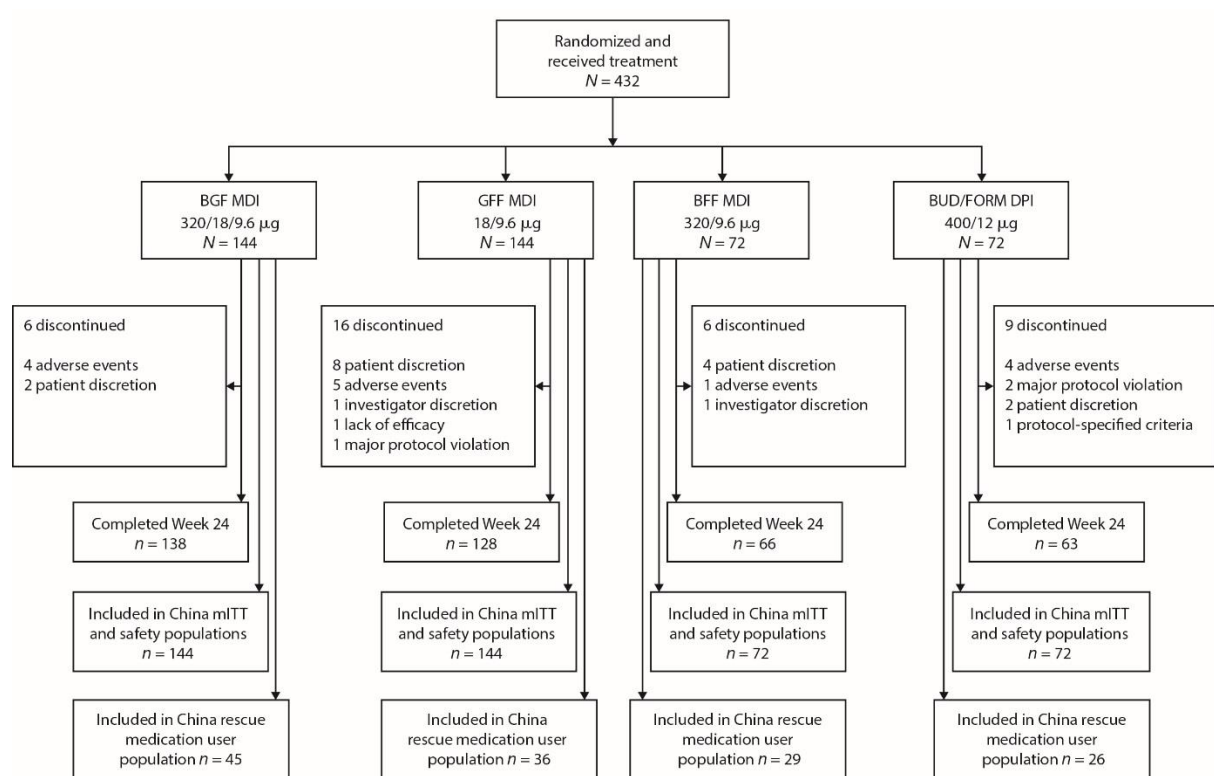 Randomized and
received treatment
N = 432
BGF MDI
320/18/9.6 µg
N = 144
GFF MDI
18/9.6 µg
N = 144
BFF MDI
320/9.6 µg
N = 72
BUD/FORM DPI
400/12 µg
N = 72
6 discontinued
4 adverse events
2 patient discretion
16 discontinued
8 patient discretion
5 adverse events
1 investigator discretion
1 lack of efficacy
1 major protocol violation
6 discontinued
4 patient discretion
1 adverse events
1 investigator discretion
9 discontinued
4 adverse events
2 major protocol violation
2 patient discretion
1 protocol-specified criteria
Completed Week 24
n = 138
Completed Week 24
n = 128
Completed Week 24
n = 66
Completed Week 24
n = 63
Included in China mITT
and safety populations
n = 144
Included in China mITT
and safety populations
n = 144
Included in China mITT
and safety populations
n = 72
Included in China mITT
and safety populations
n = 72
Included in China rescue
medication user
population n = 45
Included in China
rescue medication user
population n = 36
Included in China rescue
medication user
population n = 29
Included in China rescue
medication user
population n = 26